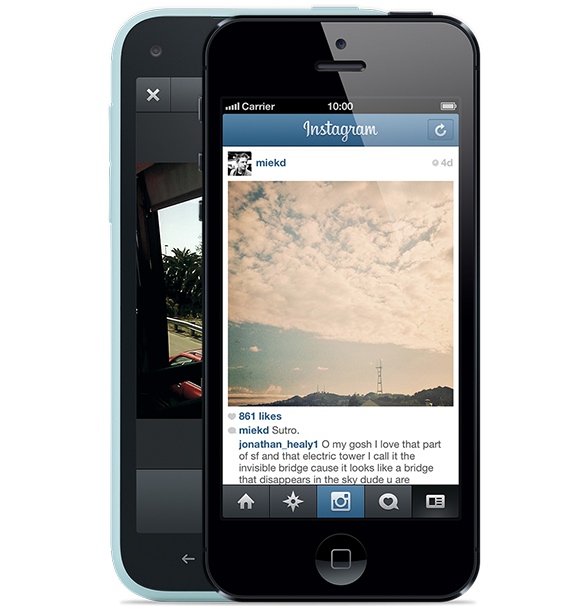 Carrier 10:00
Instagram
miekd 4d
861 likes
miekd Sutro.
jonathan_healy1 O my gosh I love that part
of sf and that electric tower I call it the
invisible bridge cause it looks like a bridge
that disappears in the sky dude u are